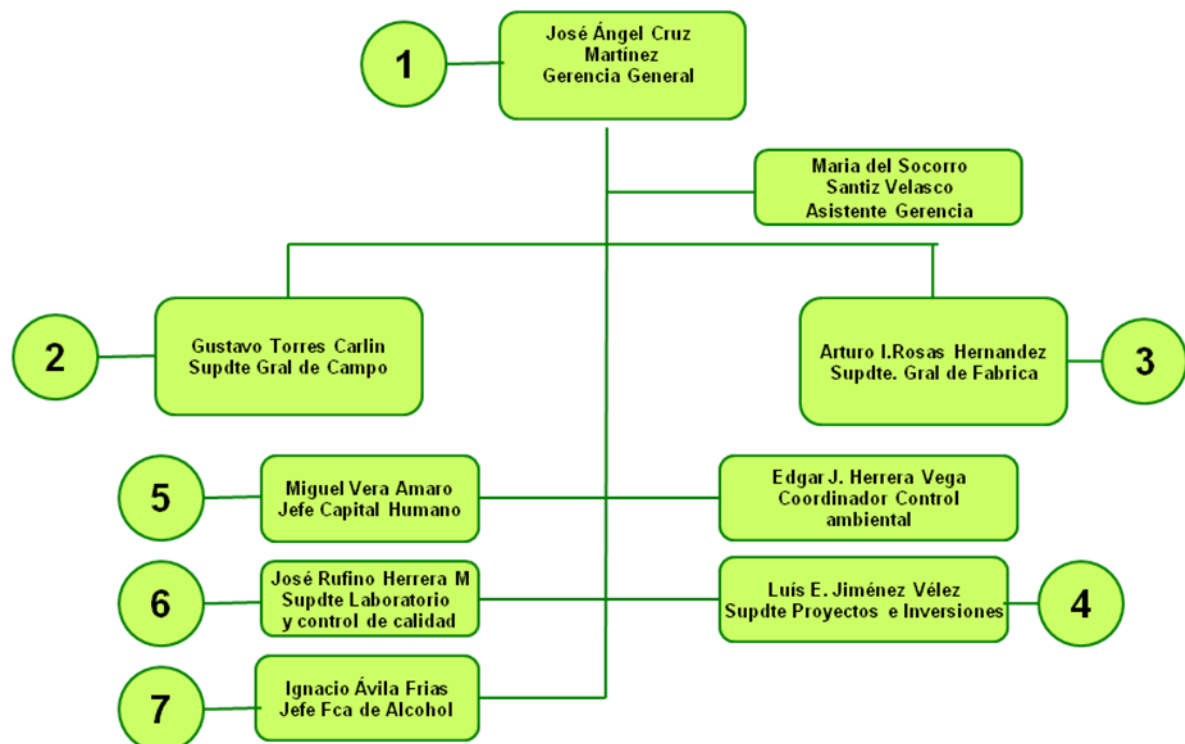 1
José Ángel Cruz
Martínez
Gerencia General
Maria del Socorro
Santiz Velasco
Asistente Gerencia
2
Gustavo Torres Carlin
Supdte Gral de Campo
Arturo I.Rosas Hernandez
Supdte. Gral de Fabrica
3
5
Miguel Vera Amaro
Jefe Capital Humano
Edgar J. Herrera Vega
Coordinador Control
ambiental
6
José Rufino Herrera M
Supdte Laboratorio
y control de calidad
Luís E. Jiménez Vélez
Supdte Proyectos e Inversiones
4
7
Ignacio Ávila Frias
Jefe Fca de Alcohol